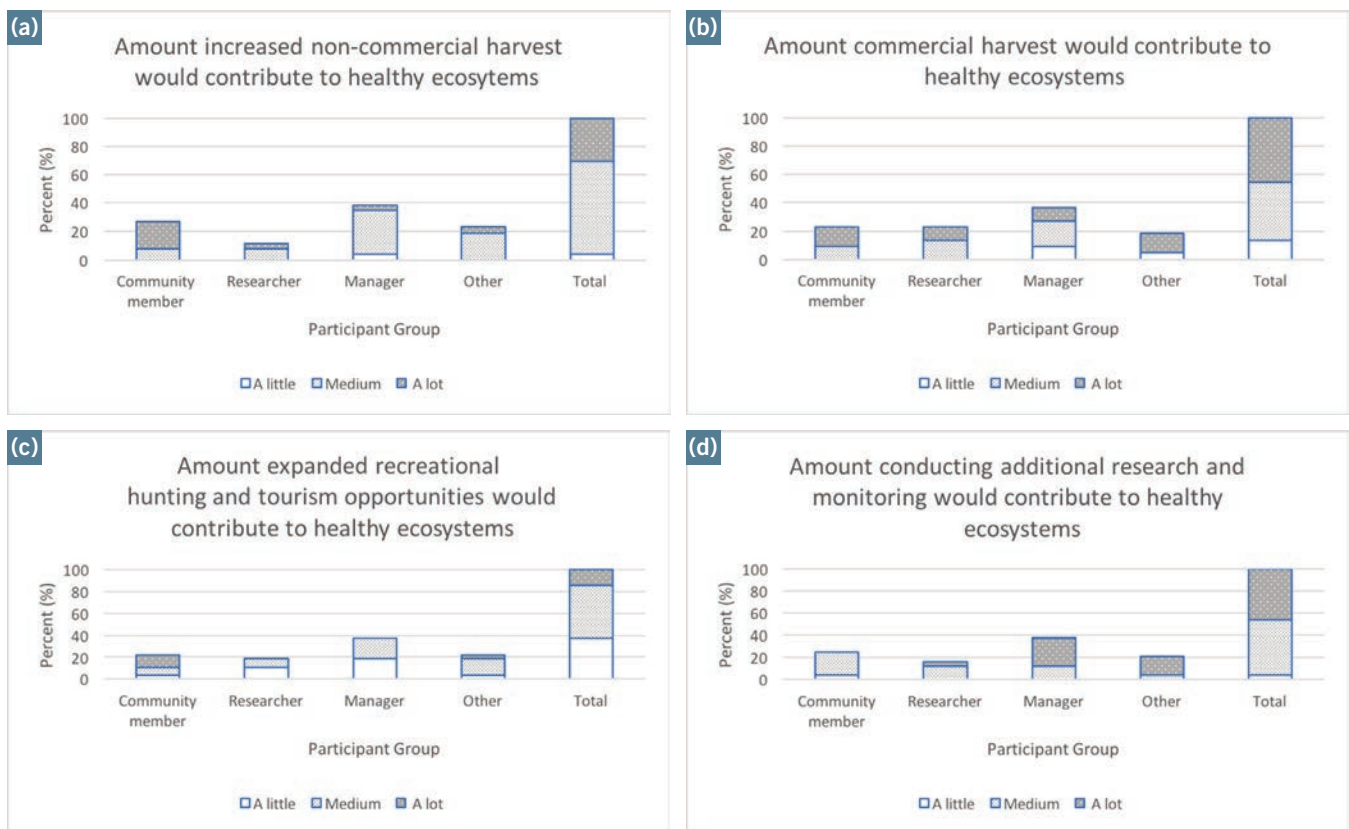 (a)
Amount increased non-commercial harvest
would contribute to healthy ecosytems
Percent (%)
100
80
60
40
20
0
Community
member
Researcher
Manager
Other
Total
Participant Group
A little
Medium
A lot
(b)
Amount commercial harvest would contribute to
healthy ecosystems
Percent (%)
100
80
60
40
20
0
Community
member
Researcher
Manager
Other
Total
Participant Group
A little
Medium
A lot
(c)
Amount expanded recreational
hunting and tourism opportunities would
contribute to healthy ecosystems
Percent (%)
100
80
60
40
20
0
Community
member
Researcher
Manager
Other
Total
Participant Group
A little
Medium
A lot
(d)
Amount conducting additional research and
monitoring would contribute to healthy
ecosystems
Percent (%)
100
80
60
40
20
0
Community
member
Researcher
Manager
Other
Total
Participant Group
A little
Medium
A lot